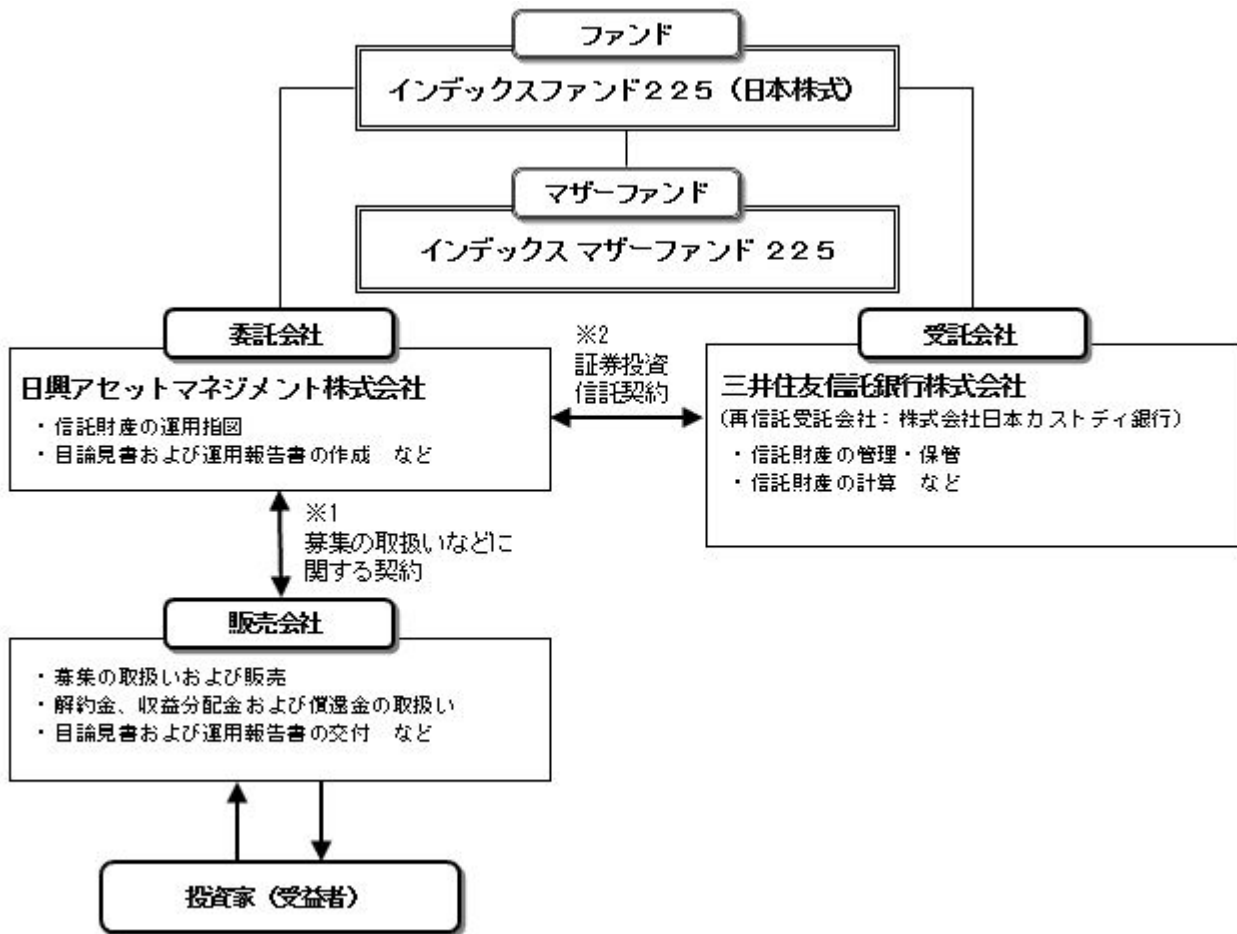 ファンド
インデックスファンド２２５（日本株式）
マザーファンド
インデックス マザーファンド ２２５
委託会社
日興アセットマネジメント株式会社
・信託財産の運用指図
・目論見書および運用報告書の作成　など
※2
証券投資
信託契約
受託会社
三井住友信託銀行株式会社
（再信託受託会社：株式会社日本カストディ銀行）
・信託財産の管理・保管
・信託財産の計算　など
※1
募集の取扱いなどに
関する契約
販売会社
・募集の取扱いおよび販売
・解約金、収益分配金および償還金の取扱い
・目論見書および運用報告書の交付　など
投資家（受益者）